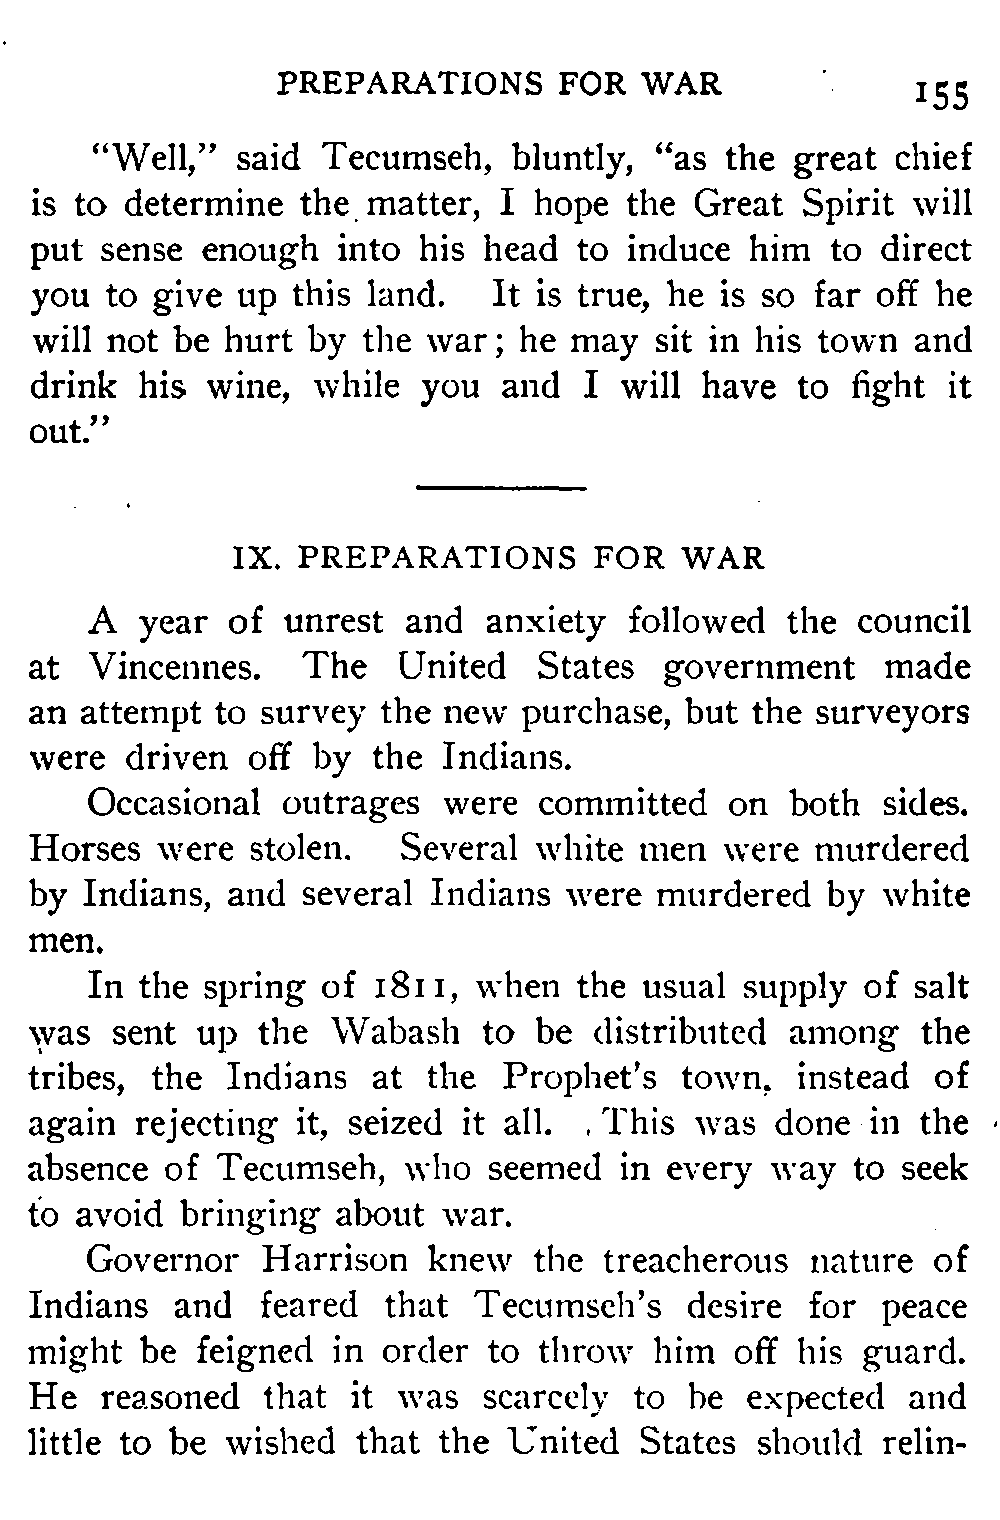 PREPARATIONS FOR WAR 155
"Well," said Tecumseh, bluntly, "as the great chief
is to determine the matter, I hope the Great Spirit will
put sense enough into his head to induce him to direct
you to give up this land. It is true, he is so far off he
will not be hurt by the war; he may sit in his town and
drink his wine, while you and I will have to fight it
out."
IX. PREPARATIONS FOR WAR
A year of unrest and anxiety followed the council
at Vincennes. The United States government made
an attempt to survey the new purchase, but the surveyors
were driven off by the Indians.
Occasional outrages were committed on both sides.
Horses were stolen. Several white men were murdered
by Indians, and several Indians were murdered by white
men.
In the spring of 1811, when the usual supply of salt
was sent up the Wabash to be distributed among the
tribes, the Indians at the Prophet's town, instead of
again rejecting it, seized it all. This was done in the
absence of Tecumseh, who seemed in every way to seek
to avoid bringing about war.
Governor Harrison knew the treacherous nature of
Indians and feared that Tecumseh's desire for peace
might be feigned in order to throw him off his guard.
He reasoned that it was scarcely to be expected and
little to be wished that the United States should relin-